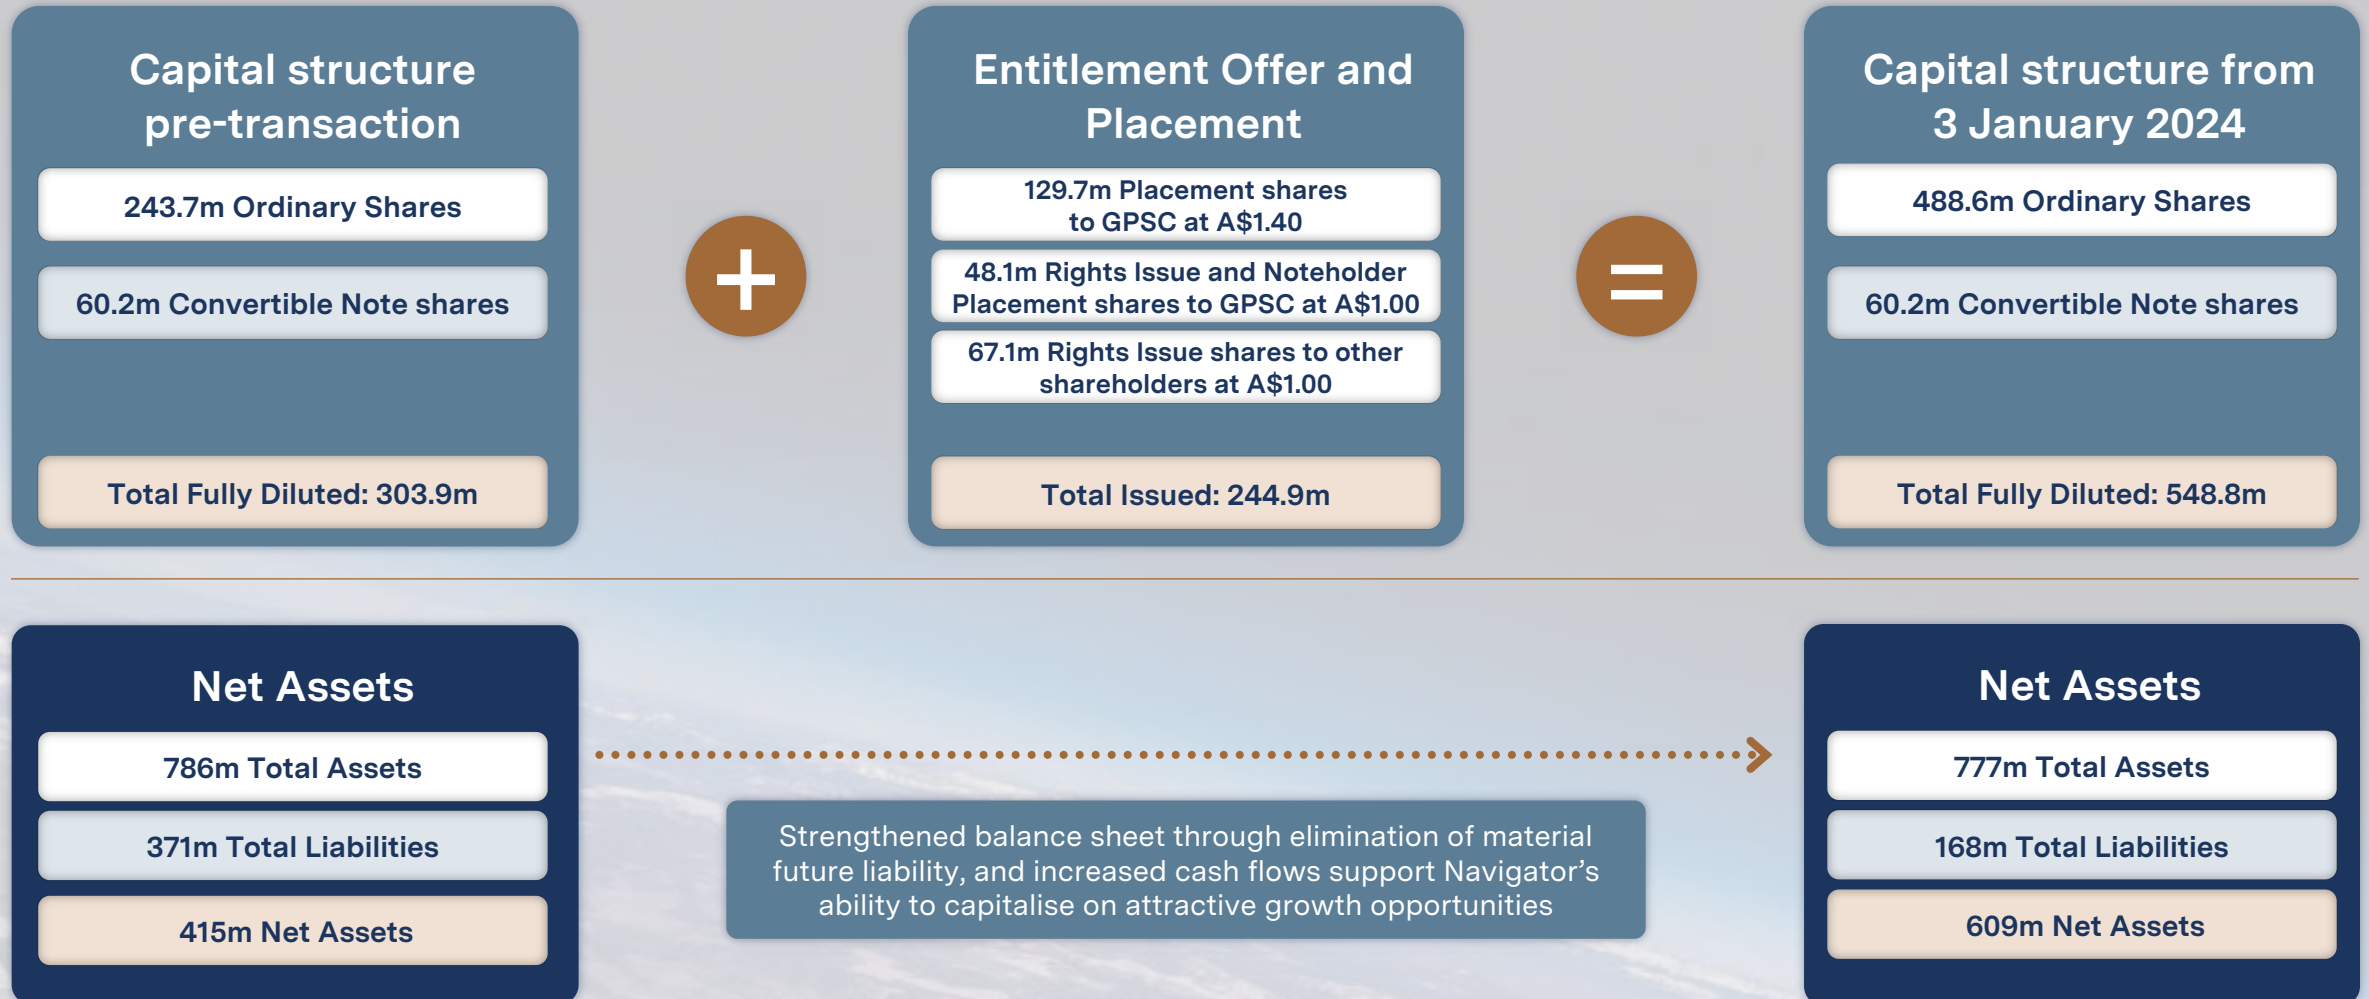 Capital structure
pre-transaction
243.7m Ordinary Shares
60.2m Convertible Note shares
Total Fully Diluted: 303.9m
+
Entitlement Offer and
Placement
129.7m Placement shares
to GPSC at A$1.40
48.1m Rights Issue and Noteholder
Placement shares to GPSC at A$1.00
67.1m Rights Issue shares to other
shareholders at A$1.00
Total Issued: 244.9m
=
Capital structure from
3 January 2024
488.6m Ordinary Shares
60.2m Convertible Note shares
Total Fully Diluted: 548.8m
Net Assets
786m Total Assets
371m Total Liabilities
415m Net Assets
Strengthened balance sheet through elimination of material
future liability, and increased cash flows support Navigator’s
ability to capitalise on attractive growth opportunities
Net Assets
777m Total Assets
168m Total Liabilities
609m Net Assets